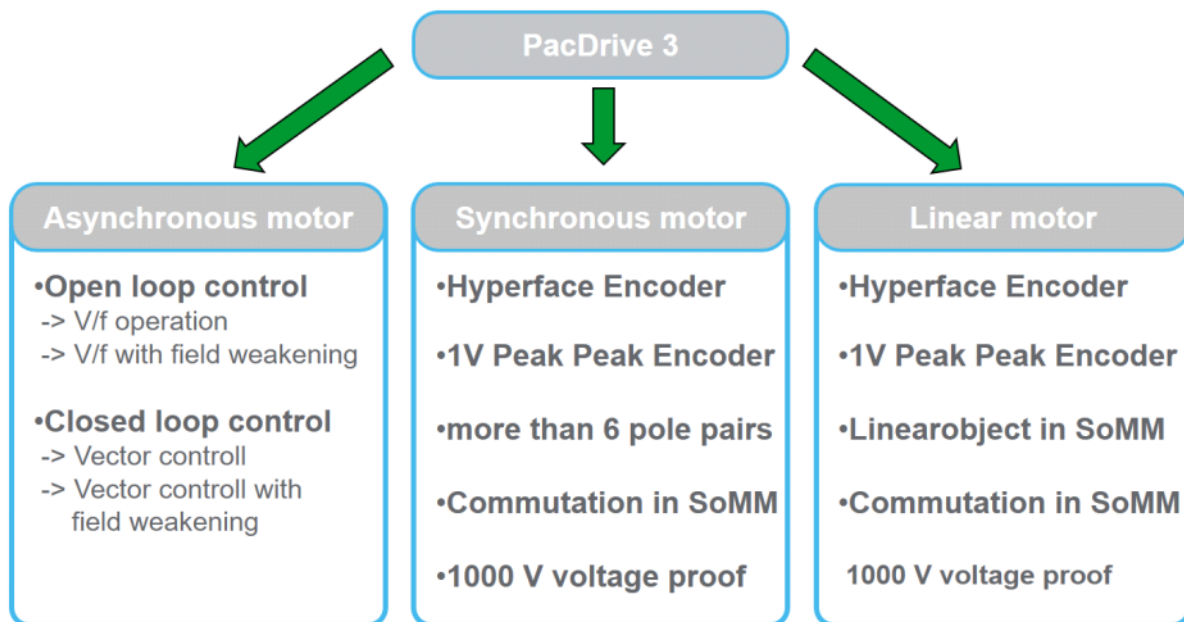 PacDrive 3
Asynchronous motor
•Open loop control
-> V/f operation
-> V/f with field weakening
•Closed loop control
-> Vector controll
-> Vector controll with
field weakening
Synchronous motor
•Hyperface Encoder
•1V Peak Peak Encoder
•more than 6 pole pairs
•Commutation in SoMM
•1000 V voltage proof
Linear motor
•Hyperface Encoder
•1V Peak Peak Encoder
•Linearobject in SoMM
•Commutation in SoMM
1000 V voltage proof